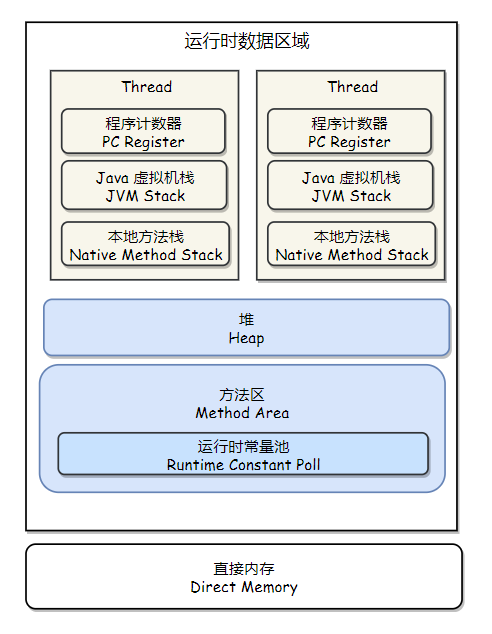 运行时数据区域
Thread
程序计数器
PC Register
Java 虚拟机栈
JVM Stack
本地方法栈
Native Method Stack
Thread
程序计数器
PC Register
Java 虚拟机栈
JVM Stack
本地方法栈
Native Method Stack
堆
Heap
方法区
Method Area
运行时常量池
Runtime Constant Poll
直接内存
Direct Memory